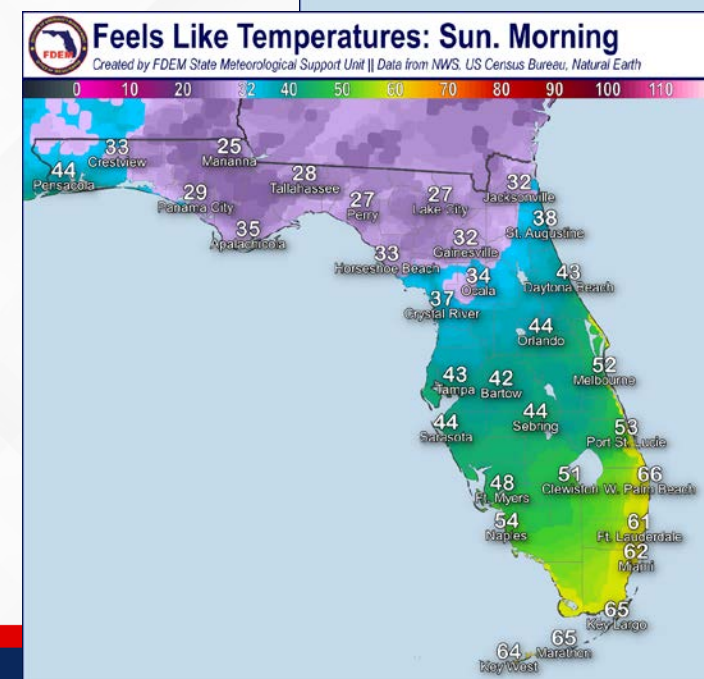 FDEM
Feels Like Temperatures: Sun. Morning
Created by FDEM State Meteorological Support Unit || Data from NWS, US Census Bureau, Natural Earth
0 10 20 30 32 40 50 60 70 80 90 100 110
33
Crestview
25
Marianna
44
Pensacola
28
Tallahassee
29
Panama City
27
Perry
27
Lake City
32
Jacksonville
35
Apalachicola
38
St. Augustine
32
Gainesville
33
Horseshoe Beach
34
Ocala
43
Daytona Beach
37
Crystal River
44
Orlando
52
Melbourne
43
Tampa
42
Bartow
44
Sarasota
44
Sebring
53
Port St. Lucie
48
Ft. Myers
51
Clewiston
66
W. Palm Beach
54
Naples
61
Ft. Lauderdale
62
Miami
65
Key Largo
65
Marathon
64
Key West